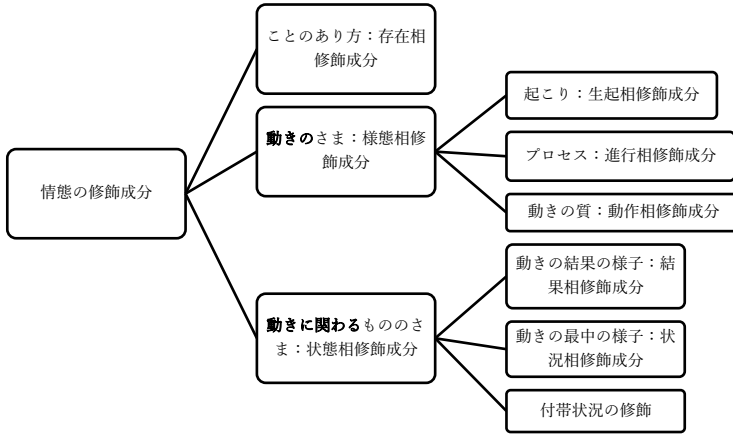 情態の修飾成分
ことのあり方：存在相
修飾成分
動きのさま：様態相修
飾成分
起こり：生起相修飾成分
プロセス：進行相修飾成分
動きの質：動作相修飾成分
動きに関わるもののさ
ま：状態相修飾成分
動きの結果の様子：結
果相修飾成分
動きの最中の様子：状
況相修飾成分
付帯状況の修飾